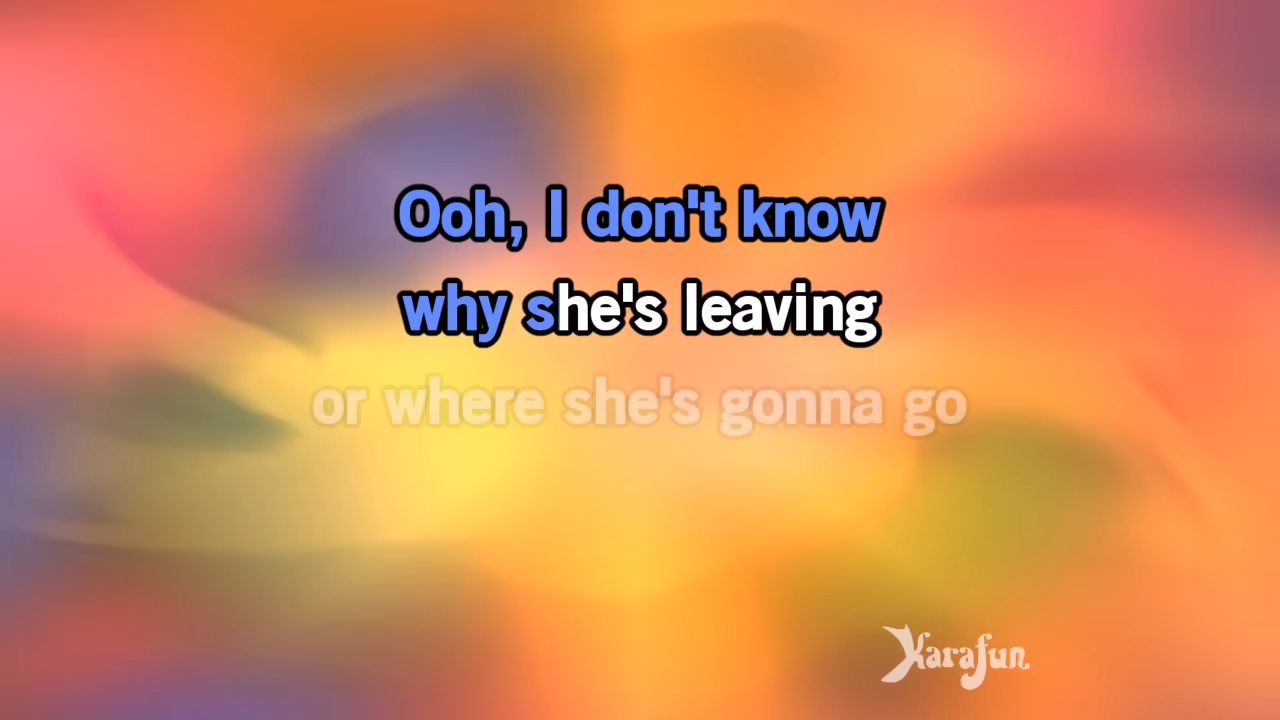 Ooh, I don't know
why she's leaving
or where she's gonna go
Karafun